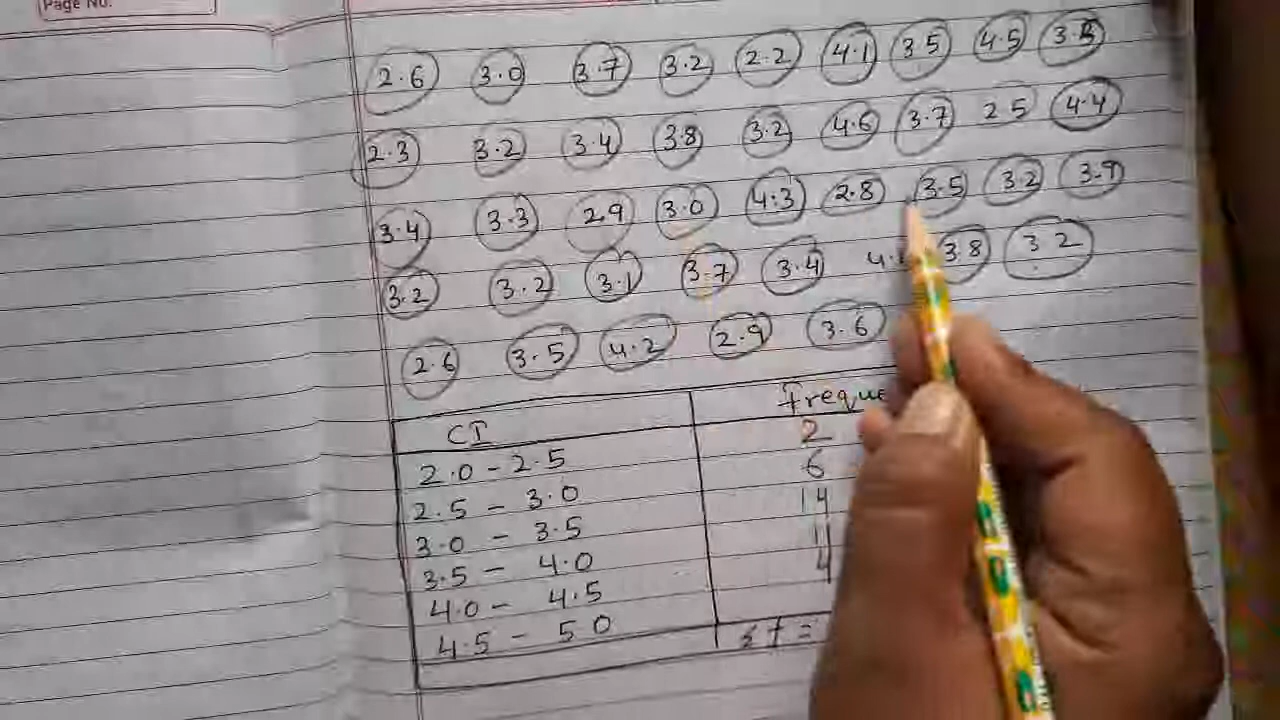 Page No.
2.6 3.0 3.7 3.2 2.2 4.1 3.5 4.5
2.3 3.2 3.4 3.8 3.2 4.6 3.7 2 5 4.4
3.4 3.3 2.9 3.0 4.3 2.8 3.5 3.2 3.9
3.2 3.2 3.1 3.7 3.4 3.8 3 2
2.6 3.5 4.2 2.9 3.6
CI
2.0 - 2.5 2
2.5 - 3.0 6
3.0 - 3.5 14
3.5 - 4.0 11
4.0 - 4.5 4
4.5 - 5 0